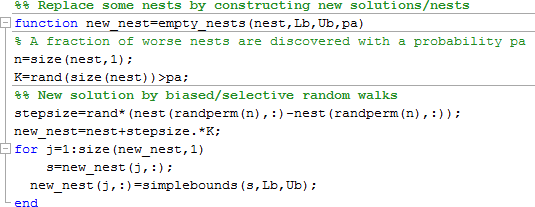 %% Replace some nests by constructing new solutions/nests
function new_nest=empty_nests(nest,Lb,Ub,pa)
% A fraction of worse nests are discovered with a probability pa
n=size(nest,1);
K=rand(size(nest))>pa;
%% New solution by biased/selective random walks
stepsize=rand*(nest(randperm(n),:)-nest(randperm(n),:));
new_nest=nest+stepsize.*K;
for j=1:size(new_nest,1)
s=new_nest(j,:);
new_nest(j,:)=simplebounds(s,Lb,Ub);
end